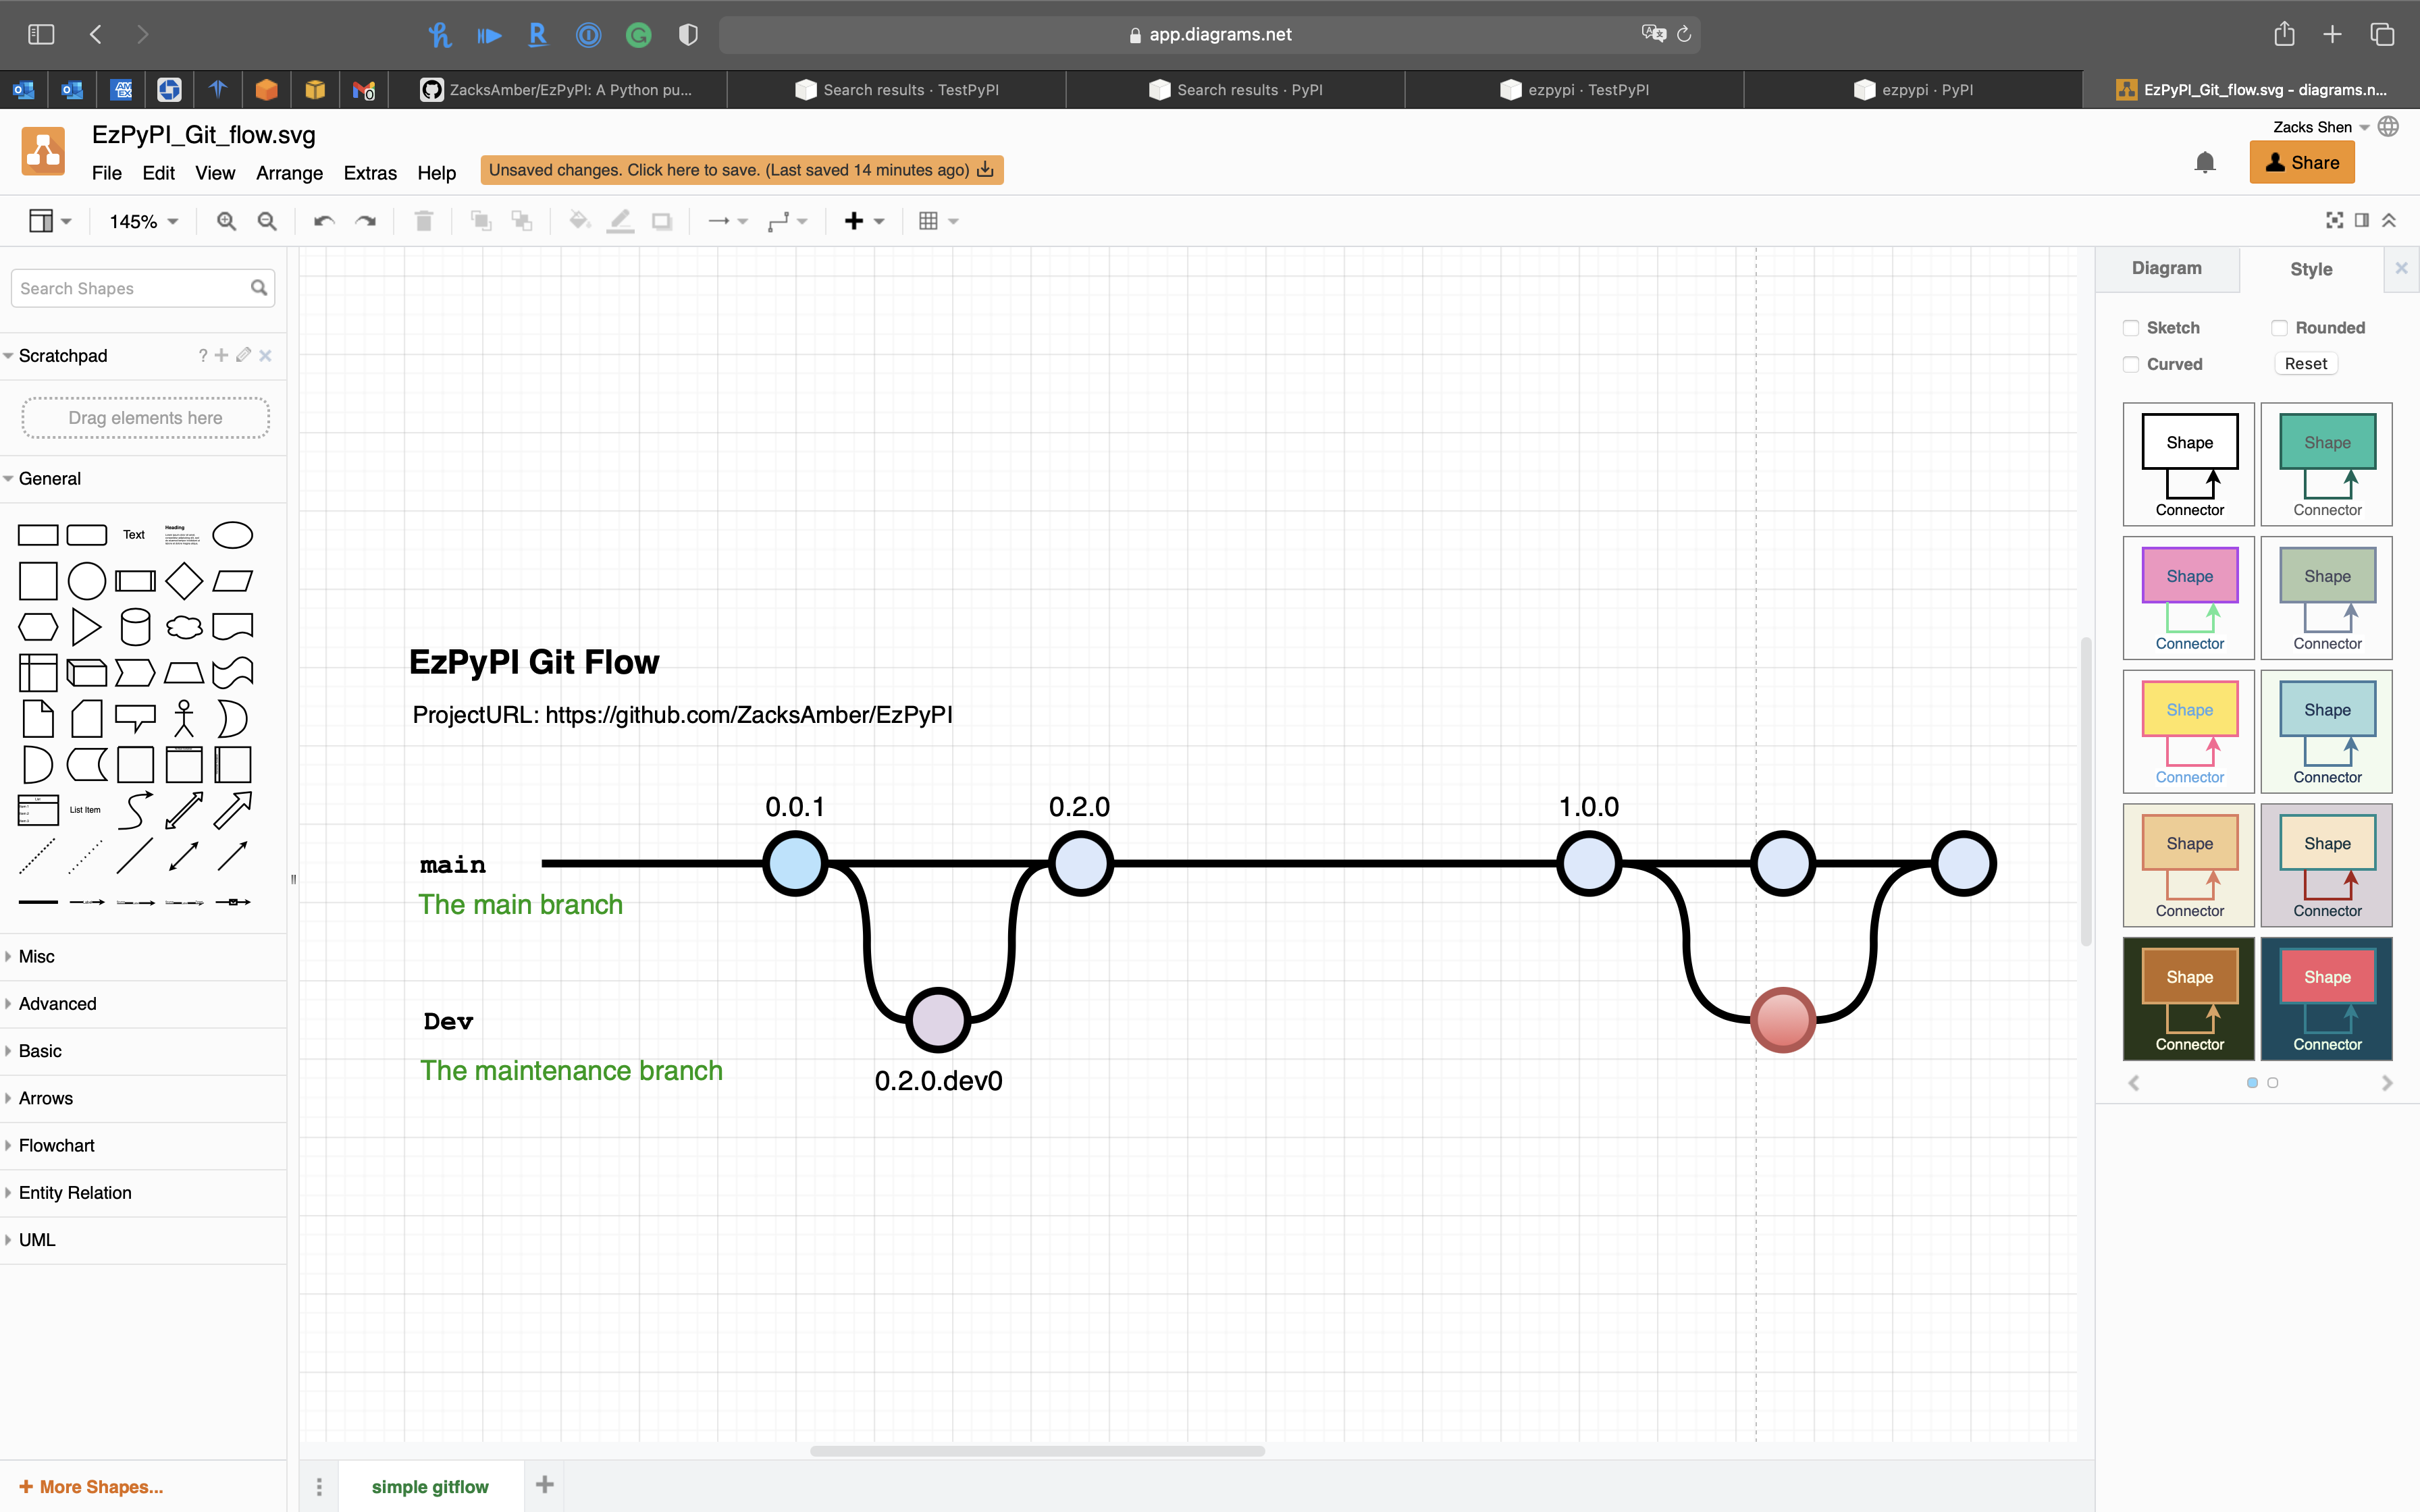 app.diagrams.net
ZacksAmber/EzPyPI: A Python pu...
Search results · TestPyPI
Search results · PyPI
ezpypi · TestPyPI
ezpypi · PyPI
EzPyPI_Git_flow.svg - diagrams.n...
EzPyPI_Git_flow.svg
Zacks Shen
File Edit View Arrange Extras Help
Unsaved changes. Click here to save. (Last saved 14 minutes ago)
Share
145%
Search Shapes
Scratchpad
?
Drag elements here
General
Text
Heading
List Item
Misc
Advanced
Basic
Arrows
Flowchart
Entity Relation
UML
+ More Shapes...
EzPyPI Git Flow
ProjectURL: https://github.com/ZacksAmber/EzPyPI
0.0.1
0.2.0
1.0.0
main
The main branch
Dev
The maintenance branch
0.2.0.dev0
simple gitflow
Diagram
Style
Sketch
Rounded
Curved
Reset
Shape
Connector
Shape
Connector
Shape
Connector
Shape
Connector
Shape
Connector
Shape
Connector
Shape
Connector
Shape
Connector
Shape
Connector
Shape
Connector